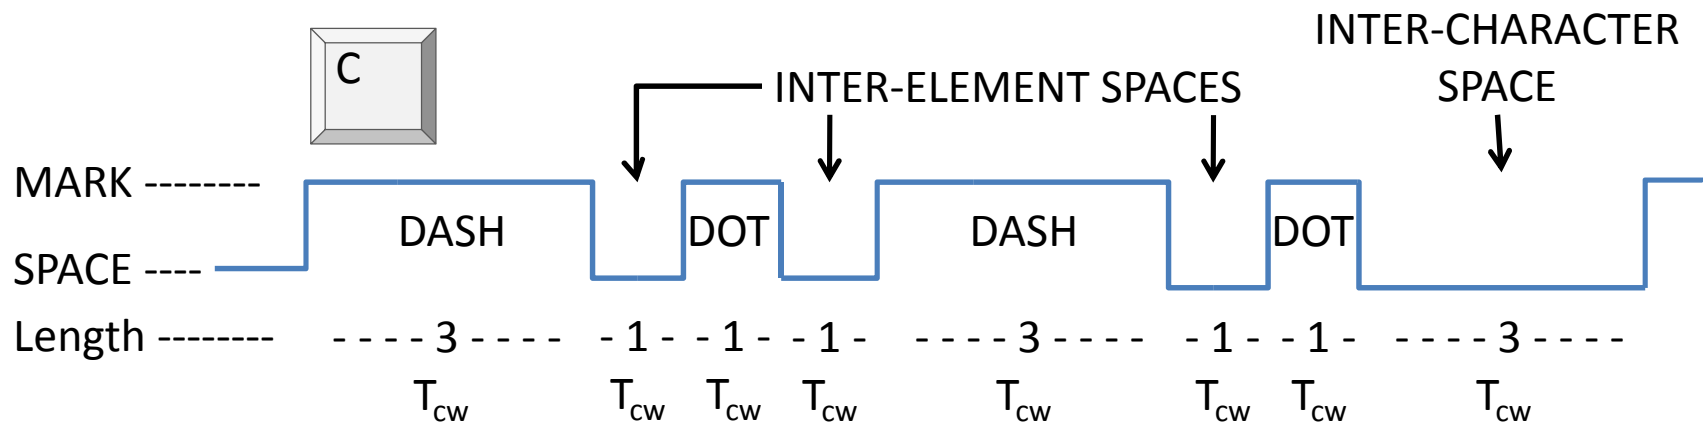 INTER-CHARACTER
SPACE
C
INTER-ELEMENT SPACES
MARK --------
DASH DOT DASH DOT
SPACE ----
Length -------- - - - - 3 - - - - - 1 - - 1 - - 1 - - - - - 3 - - - - - 1 - - 1 - - - - - 3 - - - -
Tcw Tcw Tcw Tcw Tcw Tcw Tcw Tcw